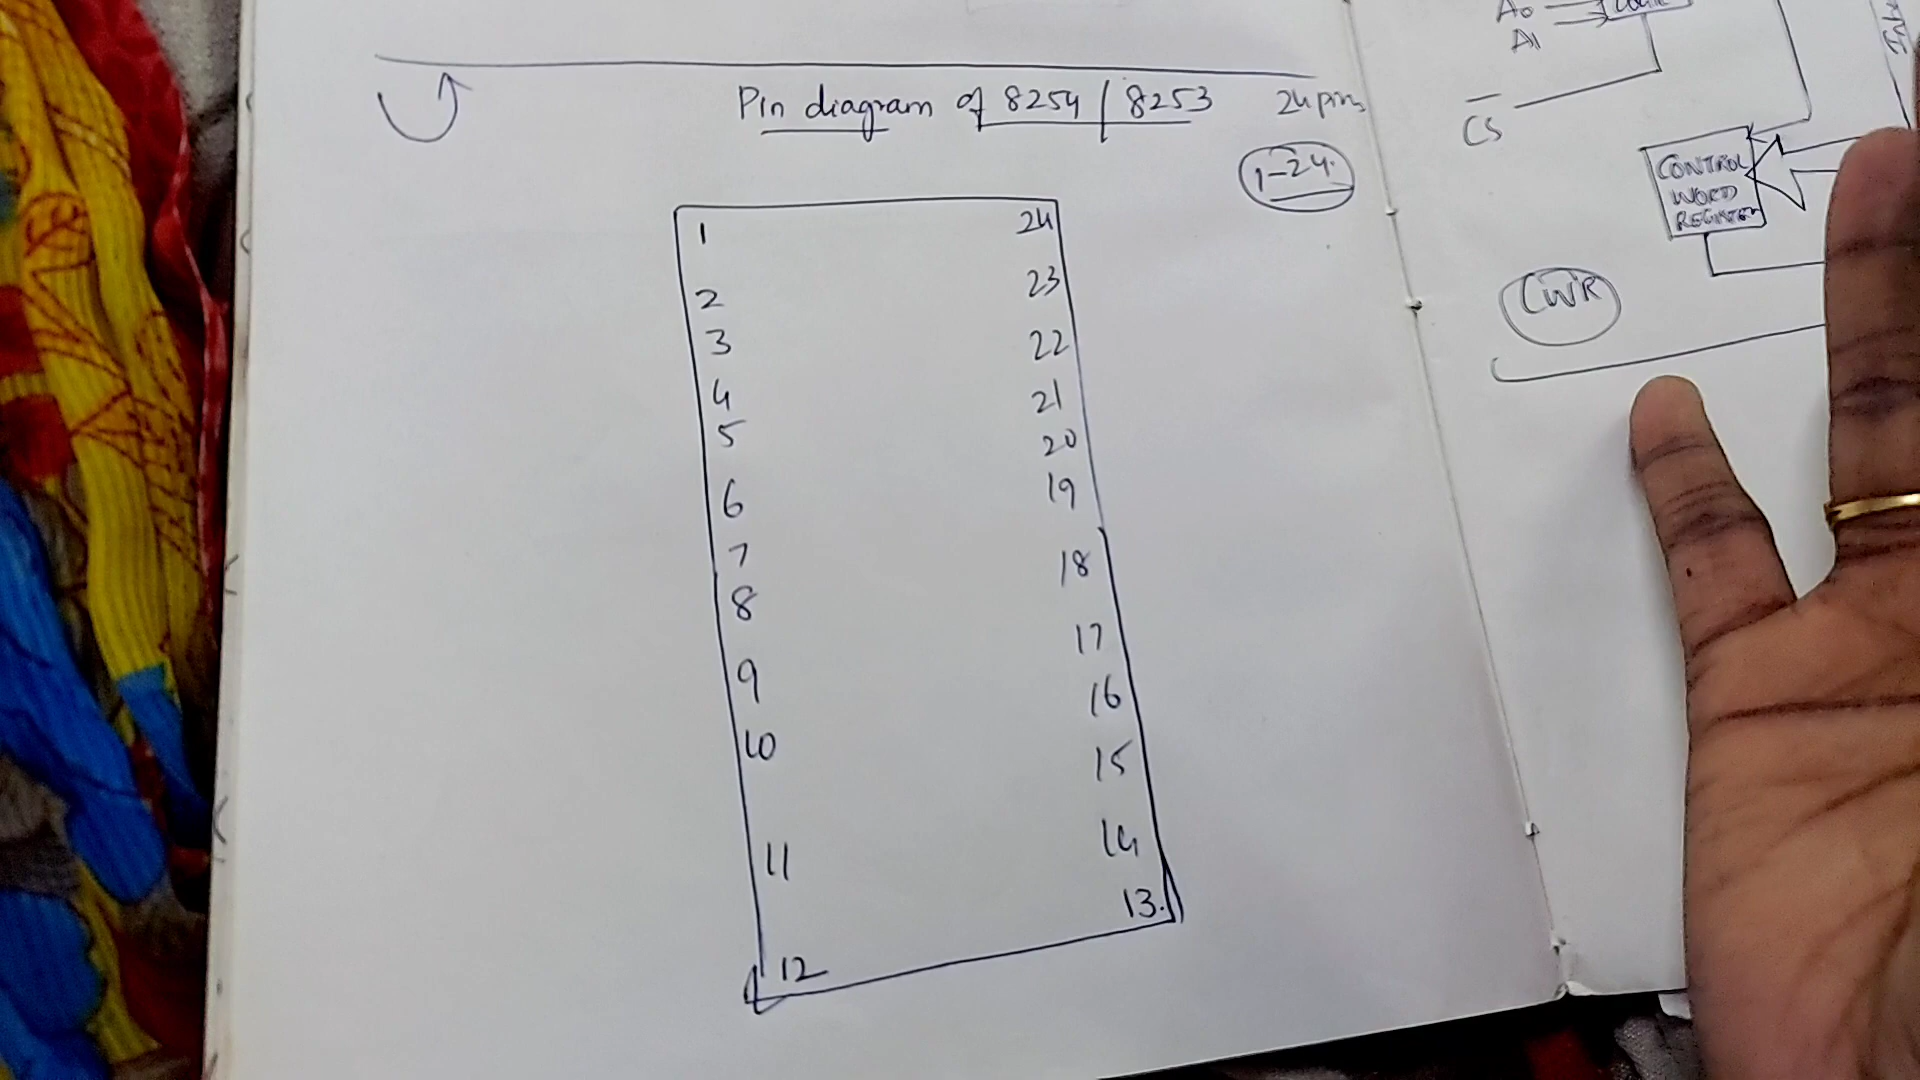 Pin diagram of 8254 / 8253 24 pins
1-24.
1 24
2 23
3 22
4 21
5 20
6 19
7 18
8 17
9 16
10 15
11 14
12 13.
A0
A1
CS
CONTROL
WORD
REGISTER
CWR